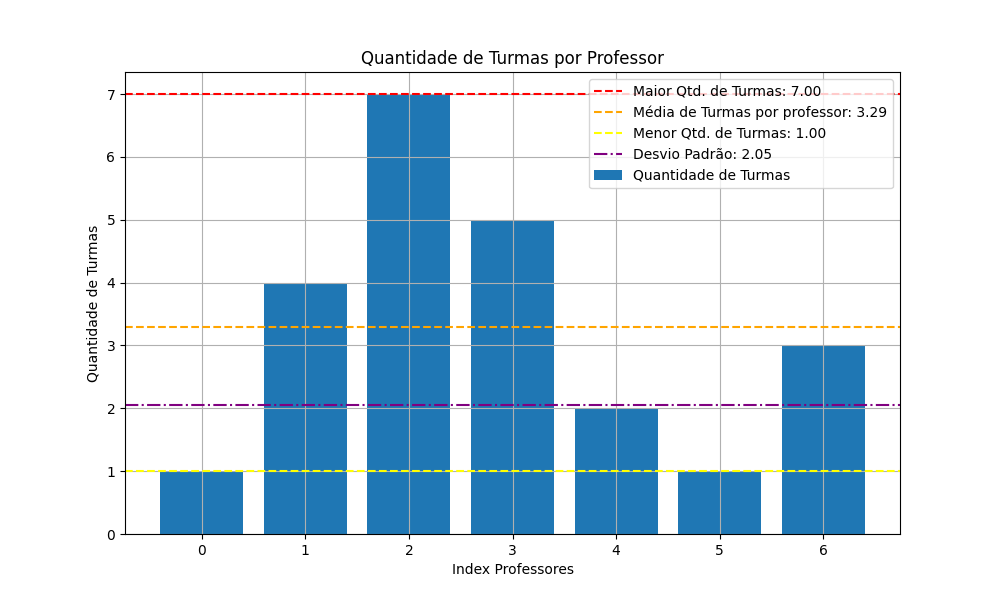 Quantidade de Turmas por Professor
Maior Qtd. de Turmas: 7.00
Média de Turmas por professor: 3.29
Menor Qtd. de Turmas: 1.00
Desvio Padrão: 2.05
Quantidade de Turmas
Quantidade de Turmas
7
6
5
4
3
2
1
0
0 1 2 3 4 5 6
Index Professores